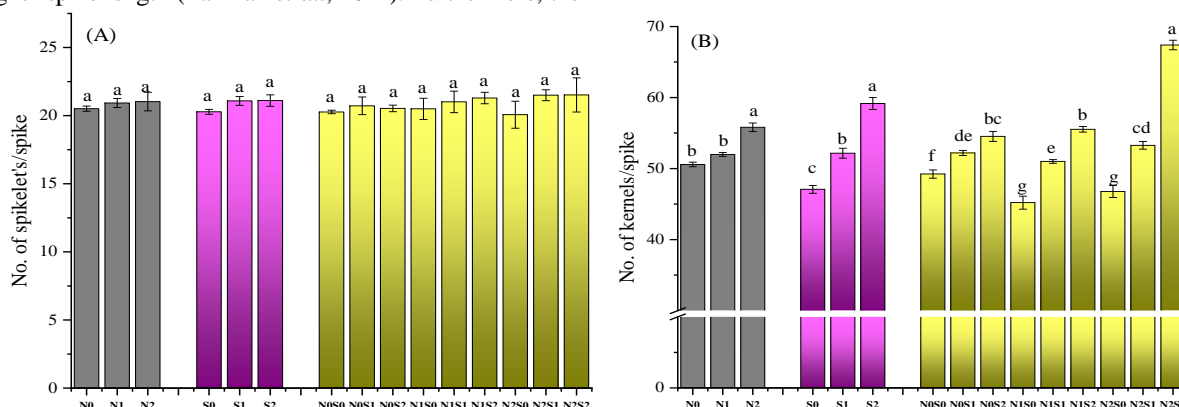 (A)
No. of spikelet's/spike
25
20
15
10
5
0
a a a a a a a a a a a a a a a
N0 N1 N2 S0 S1 S2 N0S0 N0S1 N0S2 N1S0 N1S1 N1S2 N2S0 N2S1 N2S2
(B)
No. of kernels/spike
70
60
50
40
0
b b a c b a f de bc g e b g cd a
N0 N1 N2 S0 S1 S2 N0S0 N0S1 N0S2 N1S0 N1S1 N1S2 N2S0 N2S1